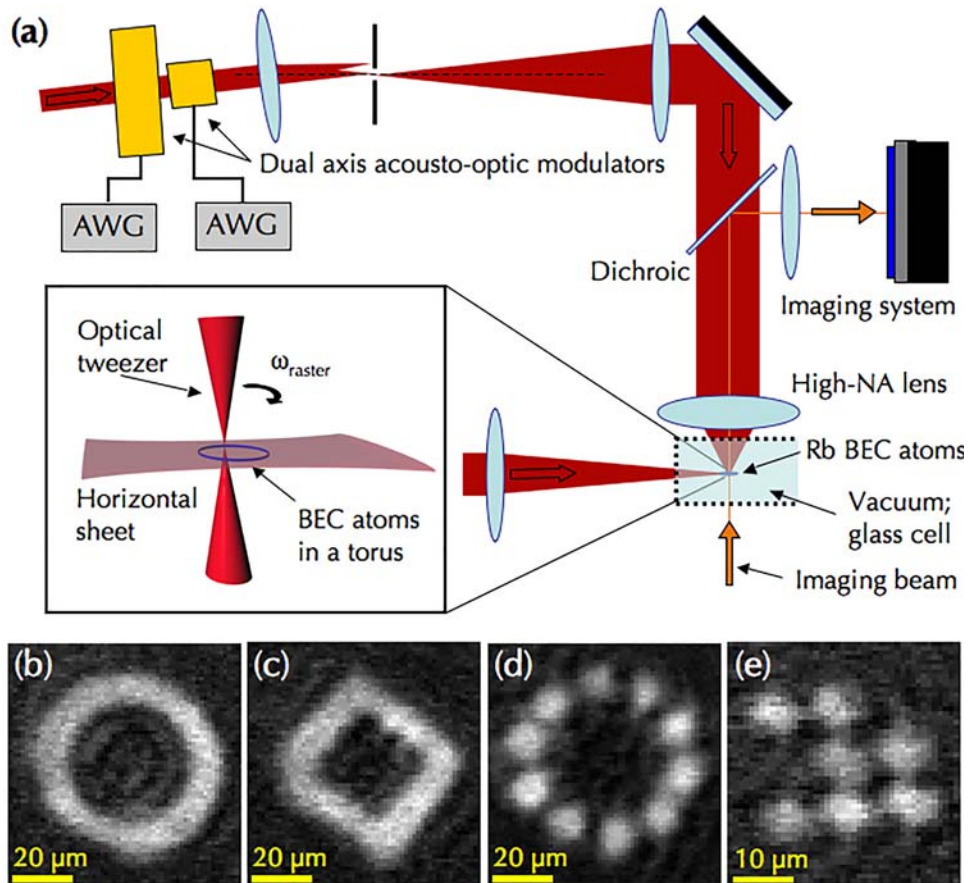 (a)
Dual axis acousto-optic modulators
AWG
AWG
Dichroic
Imaging system
Optical
tweezer
ωraster
High-NA lens
Rb BEC atoms
Horizontal
sheet
BEC atoms
in a torus
Vacuum;
glass cell
Imaging beam
(b)
(c)
(d)
(e)
20 μm
20 μm
20 μm
10 μm